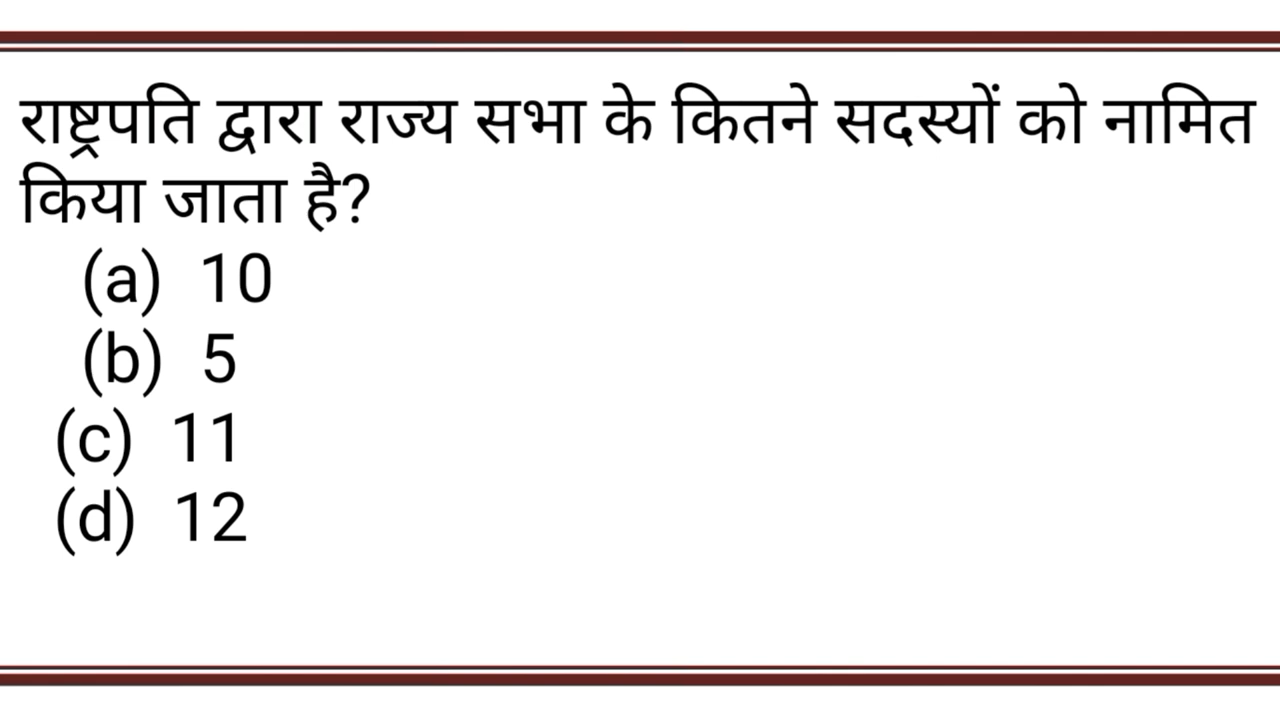 राष्ट्रपति द्वारा राज्य सभा के कितने सदस्यों को नामित
किया जाता है?
(a) 10
(b) 5
(c) 11
(d) 12